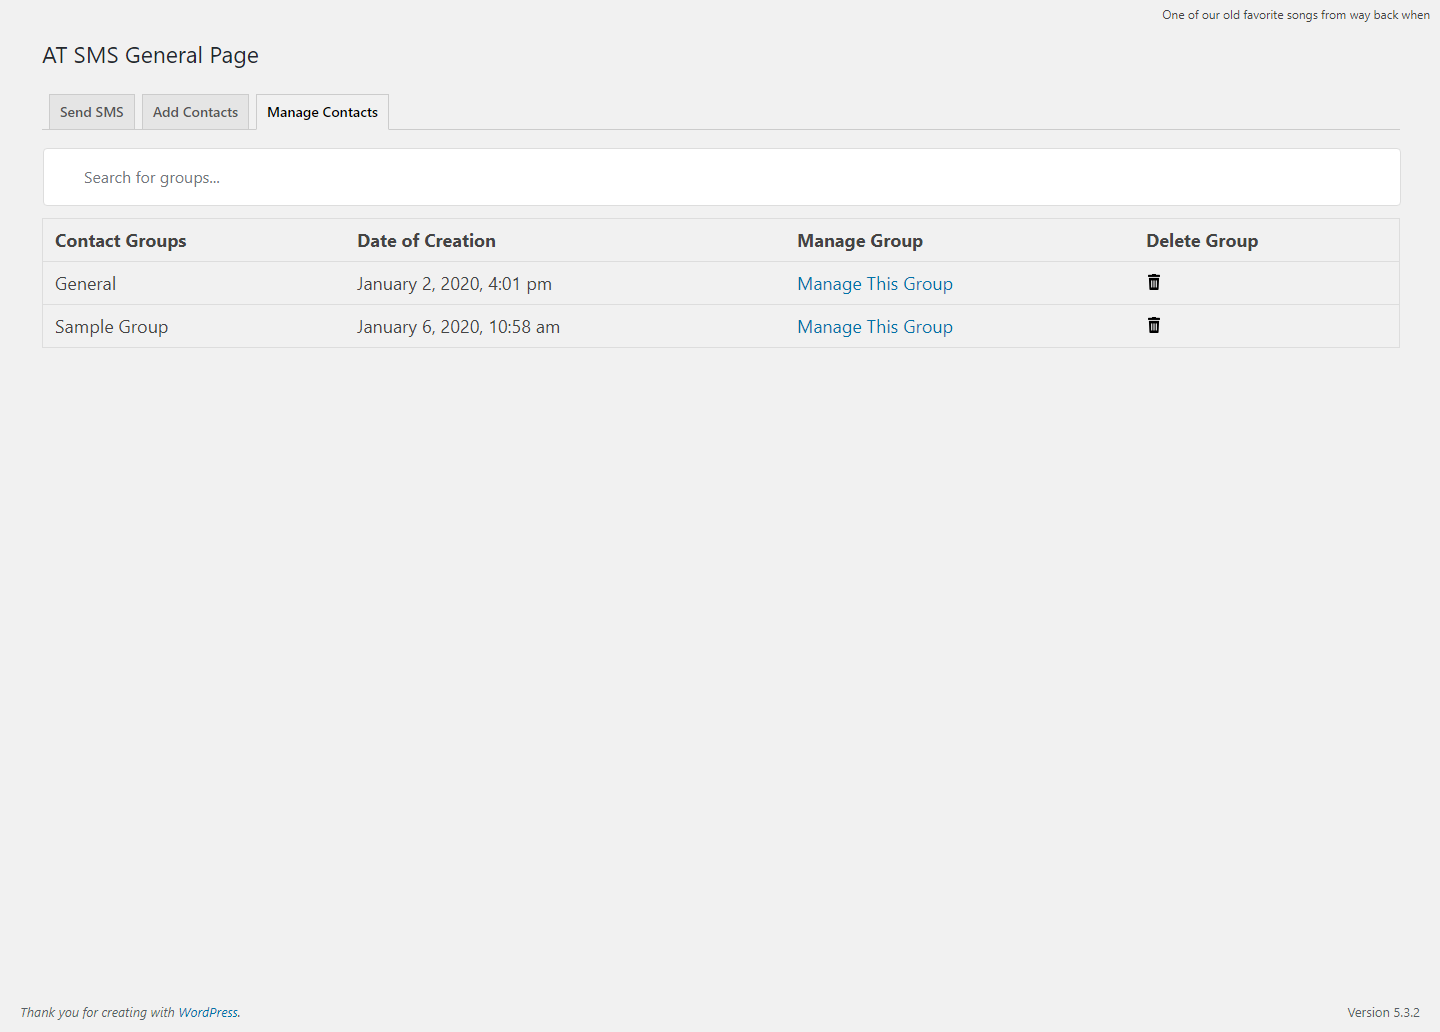 One of our old favorite songs from way back when
AT SMS General Page
Send SMS Add Contacts Manage Contacts
Search for groups...
Contact Groups Date of Creation Manage Group Delete Group
General January 2, 2020, 4:01 pm Manage This Group
Sample Group January 6, 2020, 10:58 am Manage This Group
Thank you for creating with WordPress. Version 5.3.2